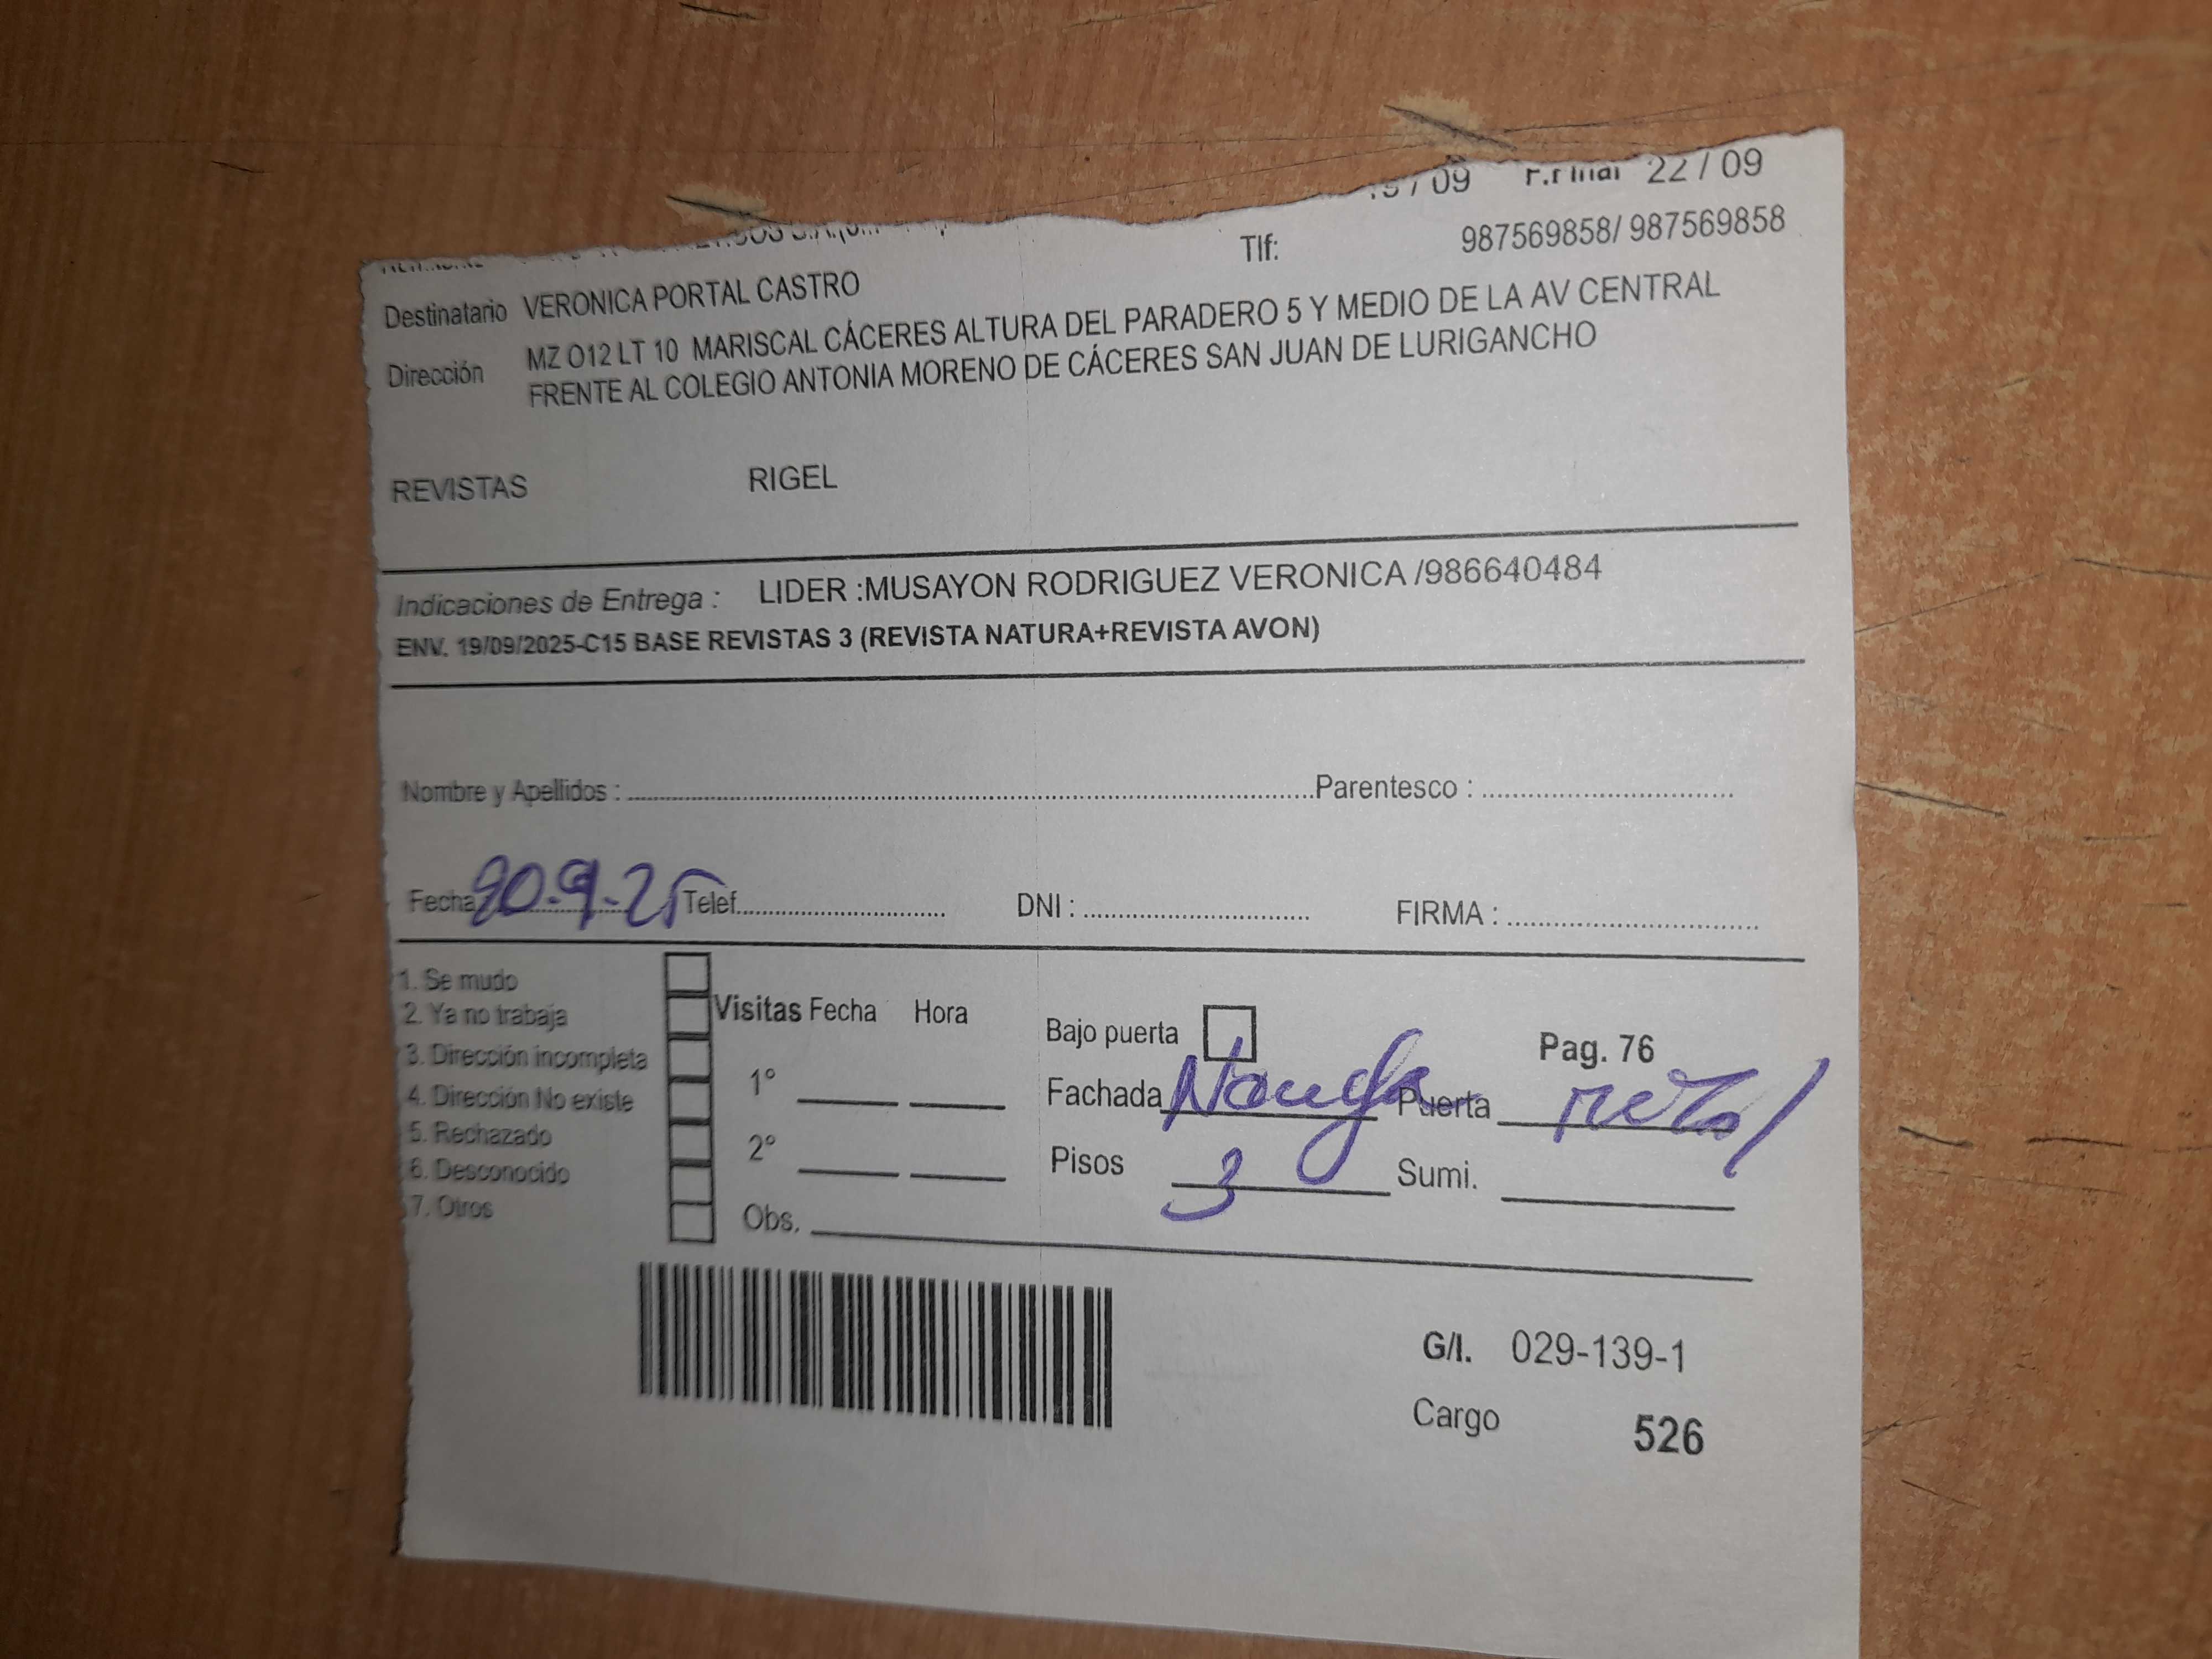 / 09 F.Final 22 / 09
Tlf: 987569858/ 987569858
Destinatario VERONICA PORTAL CASTRO
Dirección MZ O12 LT 10 MARISCAL CÁCERES ALTURA DEL PARADERO 5 Y MEDIO DE LA AV CENTRAL
FRENTE AL COLEGIO ANTONIA MORENO DE CÁCERES SAN JUAN DE LURIGANCHO
REVISTAS RIGEL
Indicaciones de Entrega : LIDER :MUSAYON RODRIGUEZ VERONICA /986640484
ENV. 19/09/2025-C15 BASE REVISTAS 3 (REVISTA NATURA+REVISTA AVON)
Nombre y Apellidos : Parentesco :
Fecha 20.9.25 Telef. DNI : FIRMA :
1. Se mudo
2. Ya no trabaja
3. Dirección incompleta
4. Dirección No existe
5. Rechazado
6. Desconocido
7. Otros
Visitas Fecha Hora
1°
2°
Obs.
Bajo puerta Pag. 76
Fachada Puerta
Pisos 3 Sumi.
G/I. 029-139-1
Cargo 526